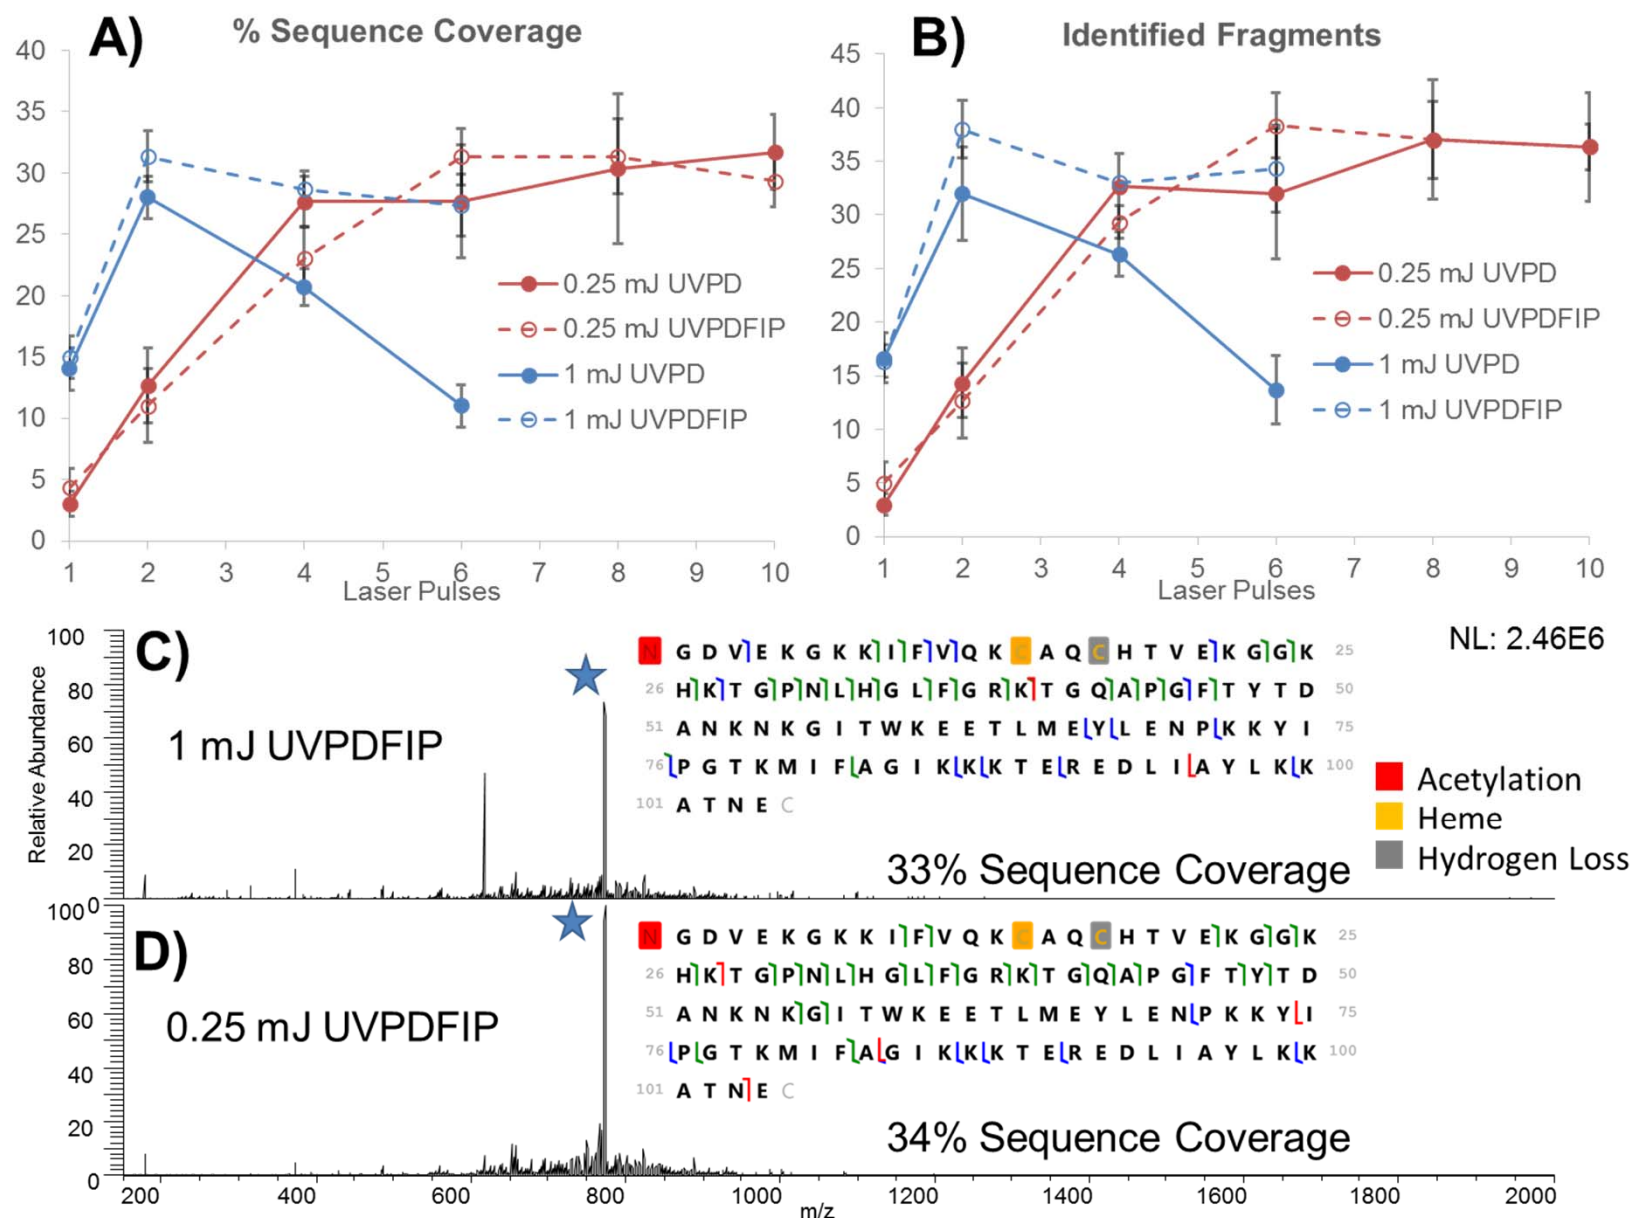 A) % Sequence Coverage
40
35
30
25
20
15
10
5
0
1 2 3 4 5 6 7 8 9 10
Laser Pulses
0.25 mJ UVPD
0.25 mJ UVPDFIP
1 mJ UVPD
1 mJ UVPDFIP
B) Identified Fragments
45
40
35
30
25
20
15
10
5
0
1 2 3 4 5 6 7 8 9 10
Laser Pulses
0.25 mJ UVPD
0.25 mJ UVPDFIP
1 mJ UVPD
1 mJ UVPDFIP
C)
NL: 2.46E6
Relative Abundance
100
80
60
40
20
0
1 mJ UVPDFIP
N G D V E K G K K I F V Q K C A Q C H T V E K G G K 25
26 H K T G P N L H G L F G R K T G Q A P G F T Y T D 50
51 A N K N K G I T W K E E T L M E Y L E N P K K Y I 75
76 P G T K M I F A G I K K K T E R E D L I A Y L K K 100
101 A T N E C
33% Sequence Coverage
Acetylation
Heme
Hydrogen Loss
D)
100
80
60
40
20
0
0.25 mJ UVPDFIP
N G D V E K G K K I F V Q K C A Q C H T V E K G G K 25
26 H K T G P N L H G L F G R K T G Q A P G F T Y T D 50
51 A N K N K G I T W K E E T L M E Y L E N P K K Y I 75
76 P G T K M I F A G I K K K T E R E D L I A Y L K K 100
101 A T N E C
34% Sequence Coverage
200 400 600 800 1000 1200 1400 1600 1800 2000
m/z